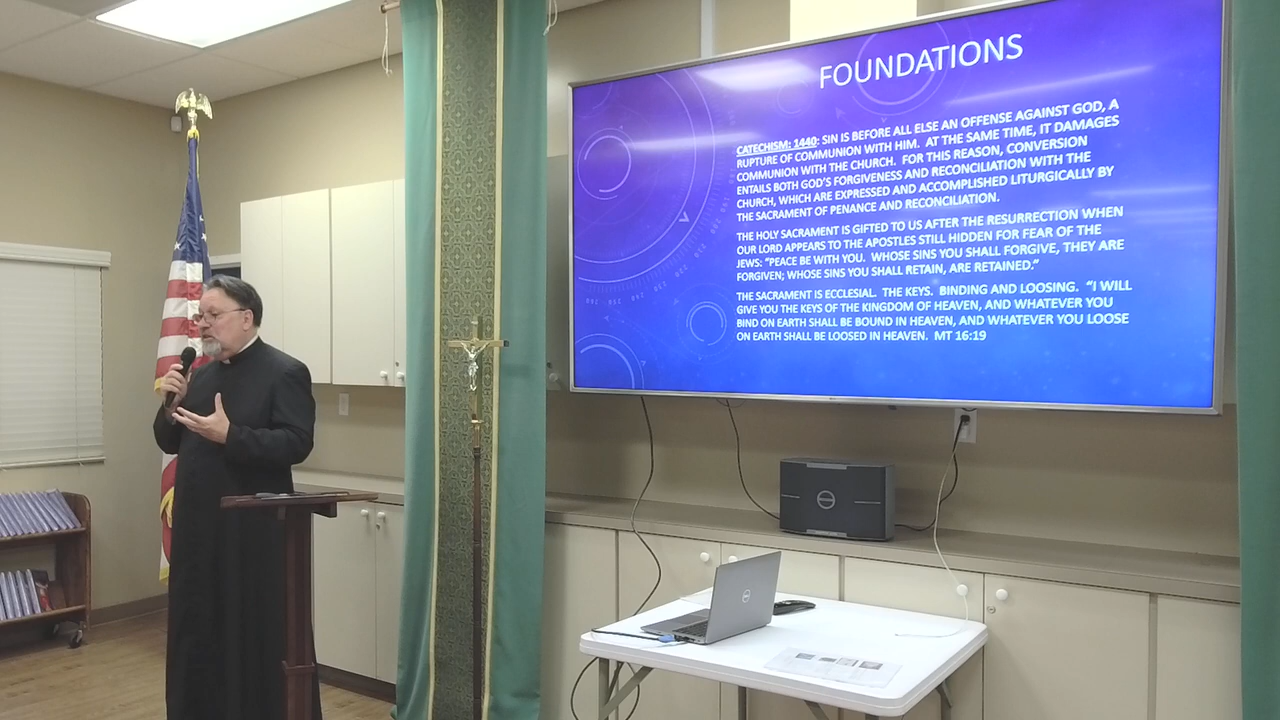 FOUNDATIONS
CATECHISM: 1440: SIN IS BEFORE ALL ELSE AN OFFENSE AGAINST GOD, A
RUPTURE OF COMMUNION WITH HIM. AT THE SAME TIME, IT DAMAGES
COMMUNION WITH THE CHURCH. FOR THIS REASON, CONVERSION
ENTAILS BOTH GOD'S FORGIVENESS AND RECONCILIATION WITH THE
CHURCH, WHICH ARE EXPRESSED AND ACCOMPLISHED LITURGICALLY BY
THE SACRAMENT OF PENANCE AND RECONCILIATION.
THE HOLY SACRAMENT IS GIFTED TO US AFTER THE RESURRECTION WHEN
OUR LORD APPEARS TO THE APOSTLES STILL HIDDEN FOR FEAR OF THE
JEWS: "PEACE BE WITH YOU. WHOSE SINS YOU SHALL FORGIVE, THEY ARE
FORGIVEN; WHOSE SINS YOU SHALL RETAIN, ARE RETAINED."
THE SACRAMENT IS ECCLESIAL. THE KEYS. BINDING AND LOOSING. "I WILL
GIVE YOU THE KEYS OF THE KINGDOM OF HEAVEN, AND WHATEVER YOU
BIND ON EARTH SHALL BE BOUND IN HEAVEN, AND WHATEVER YOU LOOSE
ON EARTH SHALL BE LOOSED IN HEAVEN. MT 16:19